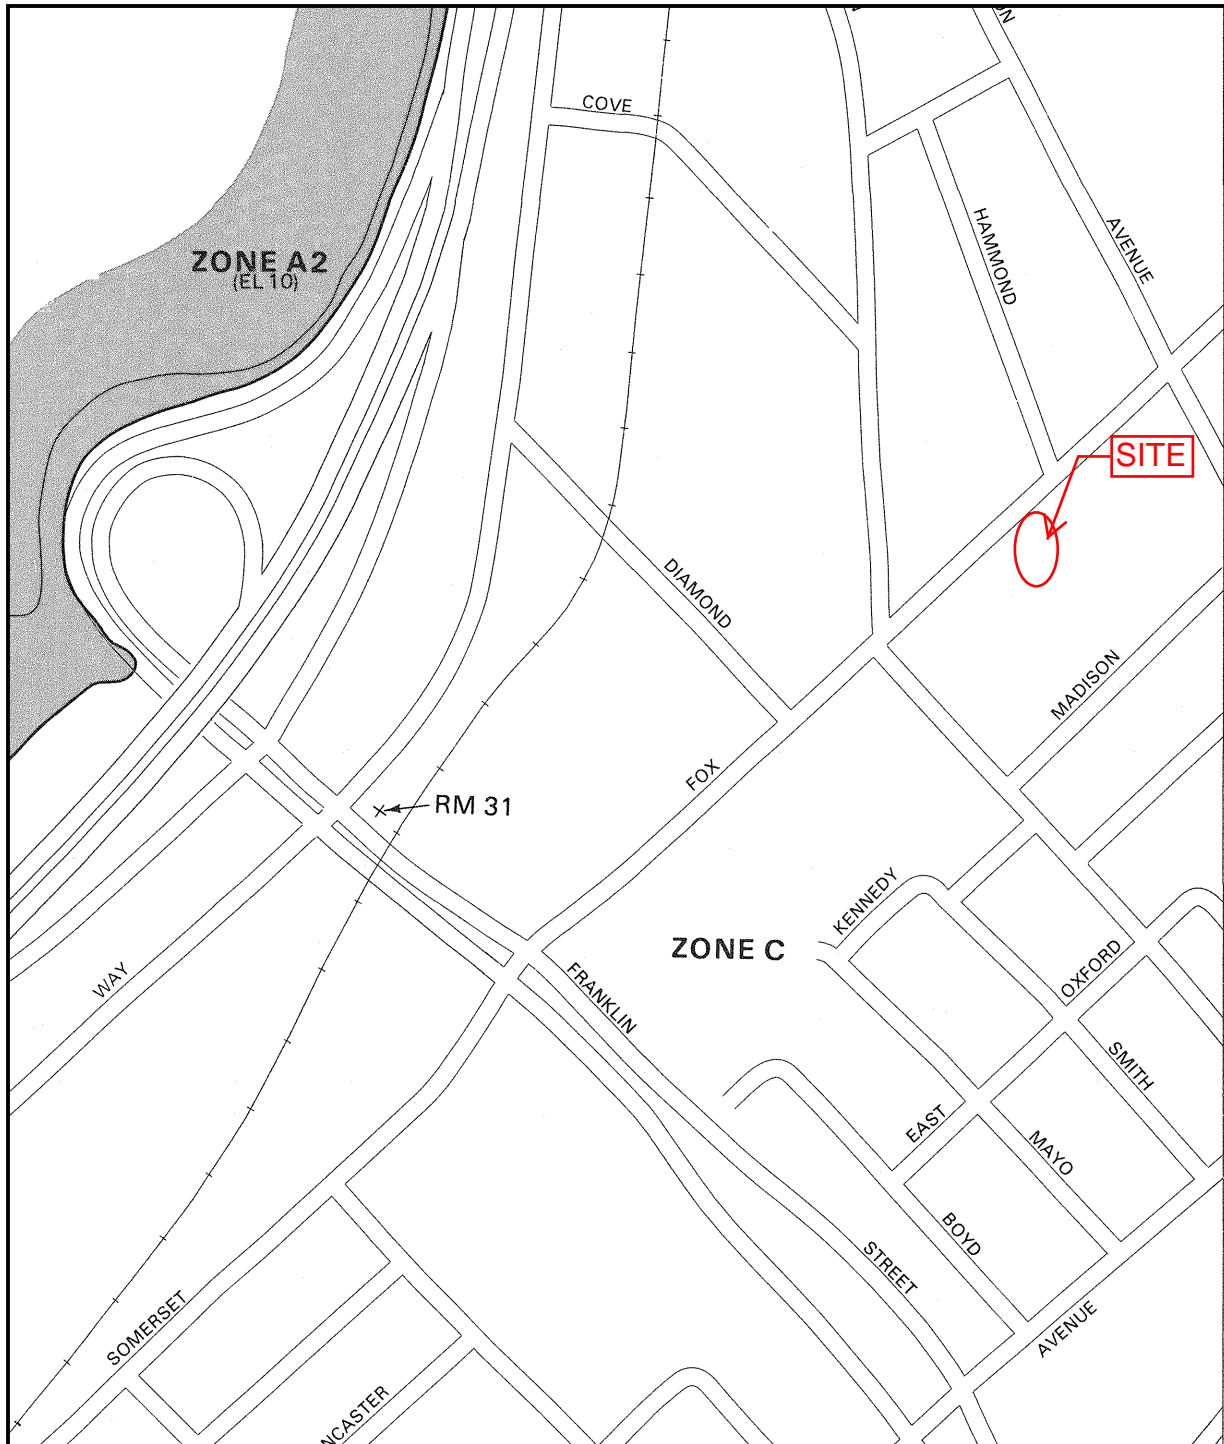 COVE
HAMMOND
AVENUE
ZONE A2
(EL 10)
SITE
DIAMOND
MADISON
FOX
RM 31
KENNEDY
ZONE C
OXFORD
WAY
FRANKLIN
SMITH
EAST
MAYO
BOYD
STREET
SOMERSET
AVENUE
NCASTER